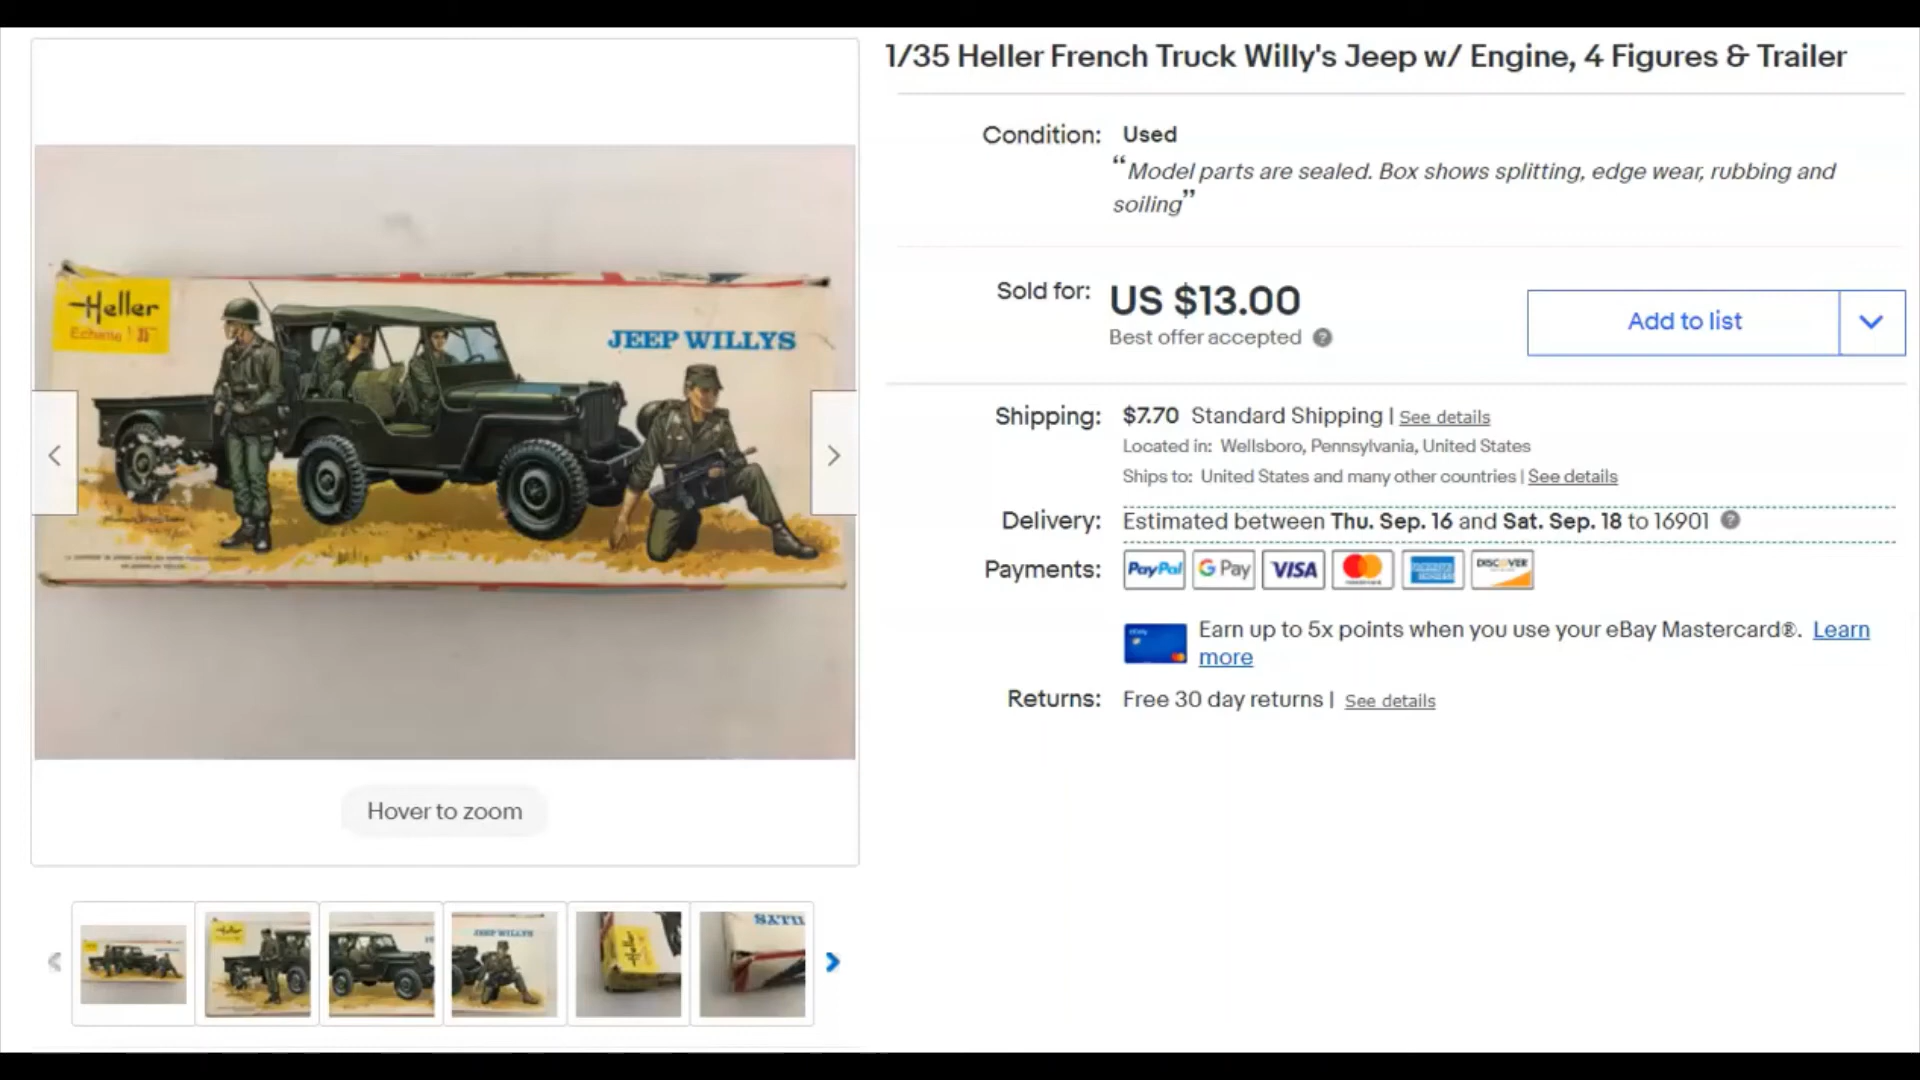 1/35 Heller French Truck Willy's Jeep w/ Engine, 4 Figures & Trailer
Condition: Used
“Model parts are sealed. Box shows splitting, edge wear, rubbing and
soiling”
Sold for: US $13.00
Best offer accepted
Add to list
Shipping: $7.70 Standard Shipping | See details
Located in: Wellsboro, Pennsylvania, United States
Ships to: United States and many other countries | See details
Delivery: Estimated between Thu. Sep. 16 and Sat. Sep. 18 to 16901
Payments: PayPal G Pay VISA DISCOVER
Earn up to 5x points when you use your eBay Mastercard®. Learn
more
Returns: Free 30 day returns | See details
Heller
JEEP WILLYS
Hover to zoom
Heller
JEEP WILLYS
Heller